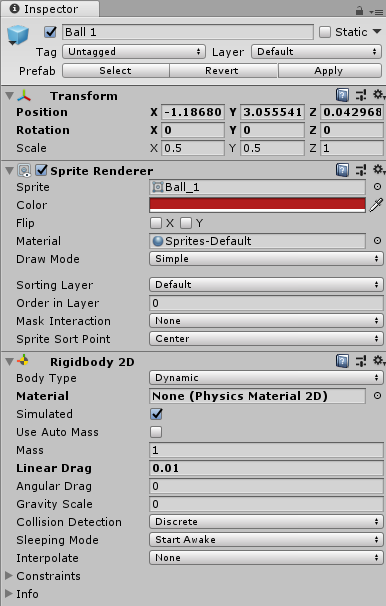 Inspector
Ball 1 Static
Tag Untagged Layer Default
Prefab Select Revert Apply
Transform
Position X -1.18680 Y 3.055541 Z 0.042968
Rotation X 0 Y 0 Z 0
Scale X 0.5 Y 0.5 Z 1
Sprite Renderer
Sprite Ball_1
Color
Flip X Y
Material Sprites-Default
Draw Mode Simple
Sorting Layer Default
Order in Layer 0
Mask Interaction None
Sprite Sort Point Center
Rigidbody 2D
Body Type Dynamic
Material None (Physics Material 2D)
Simulated
Use Auto Mass
Mass 1
Linear Drag 0.01
Angular Drag 0
Gravity Scale 0
Collision Detection Discrete
Sleeping Mode Start Awake
Interpolate None
Constraints
Info